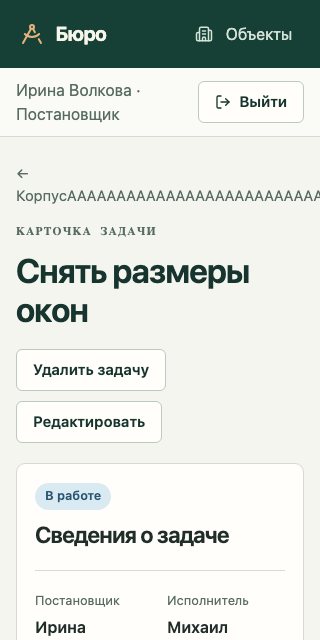 Бюро
Объекты
Ирина Волкова ·
Постановщик
Выйти
←
КорпусAAAAAAAAAAAAAAAAAAAAAAAAAA
КАРТОЧКА ЗАДАЧИ
Снять размеры
окон
Удалить задачу
Редактировать
В работе
Сведения о задаче
Постановщик
Исполнитель
Ирина
Михаил